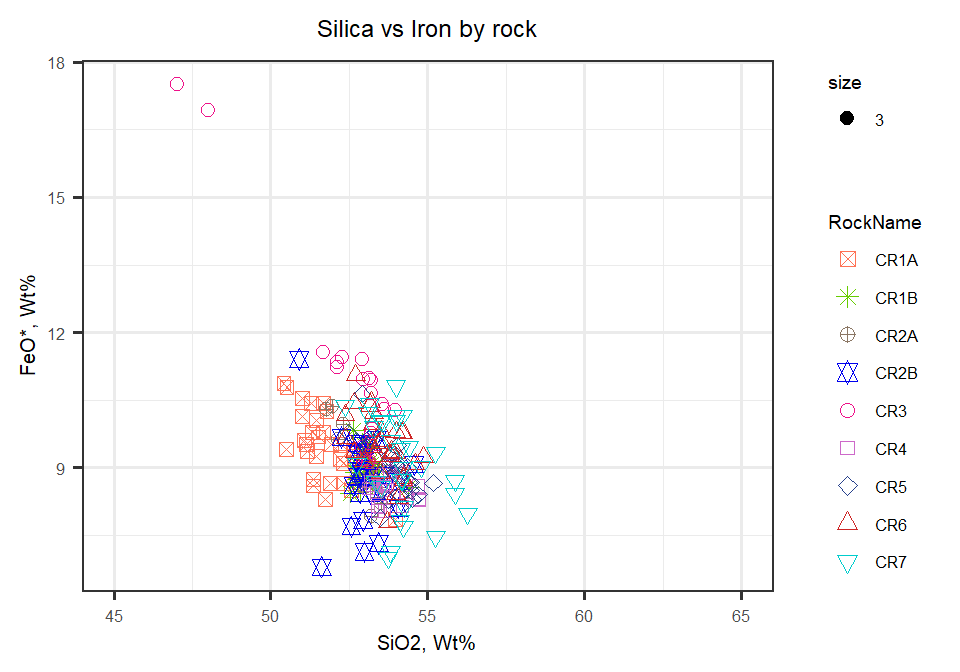 Silica vs Iron by rock
18
15
12
9
FeO*, Wt%
45 50 55 60 65
SiO2, Wt%
size
3
RockName
CR1A
CR1B
CR2A
CR2B
CR3
CR4
CR5
CR6
CR7